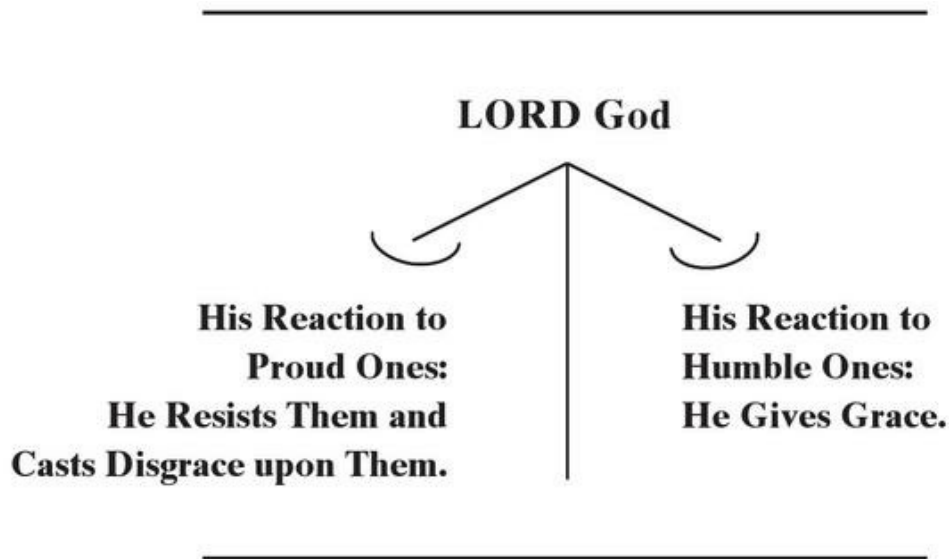 LORD God
His Reaction to
Proud Ones:
He Resists Them and
Casts Disgrace upon Them.
His Reaction to
Humble Ones:
He Gives Grace.